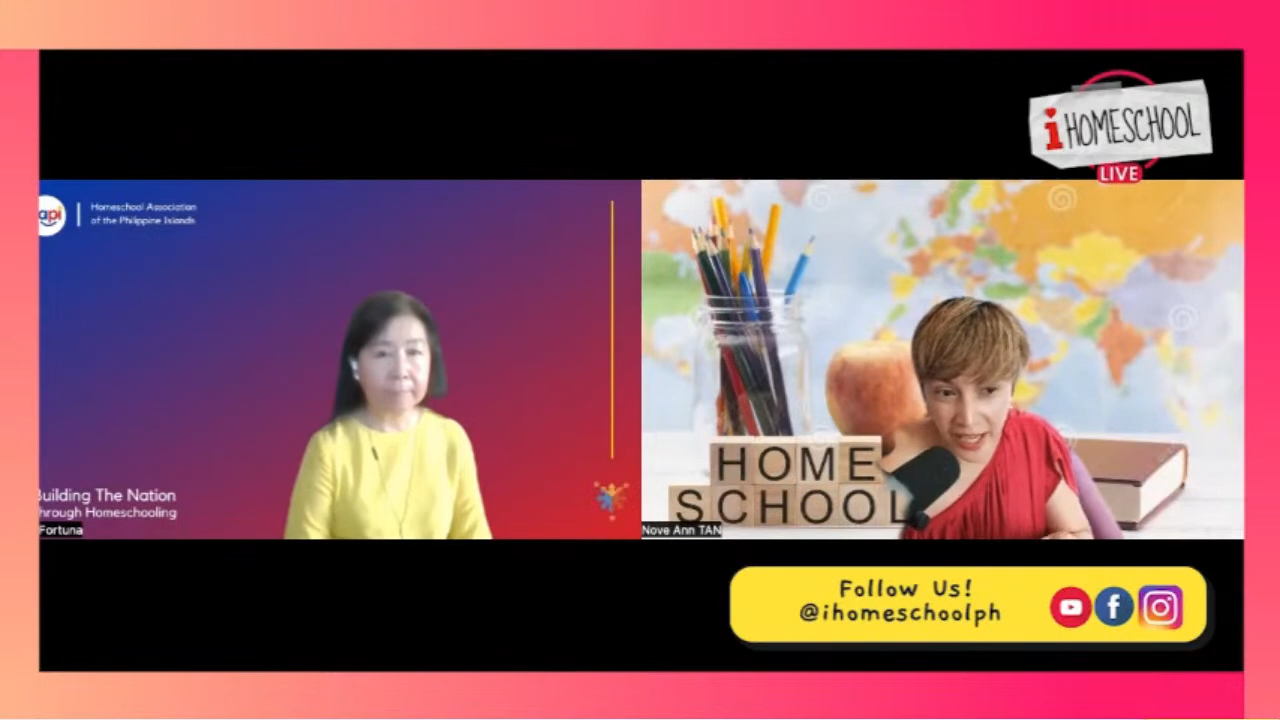 i HOMESCHOOL
LIVE
api
Homeschool Association
of the Philippine Islands
Building The Nation
hrough Homeschooling
Fortuna
HOME
SCHOOL
Nove Ann TAN
Follow Us!
@ihomeschoolph